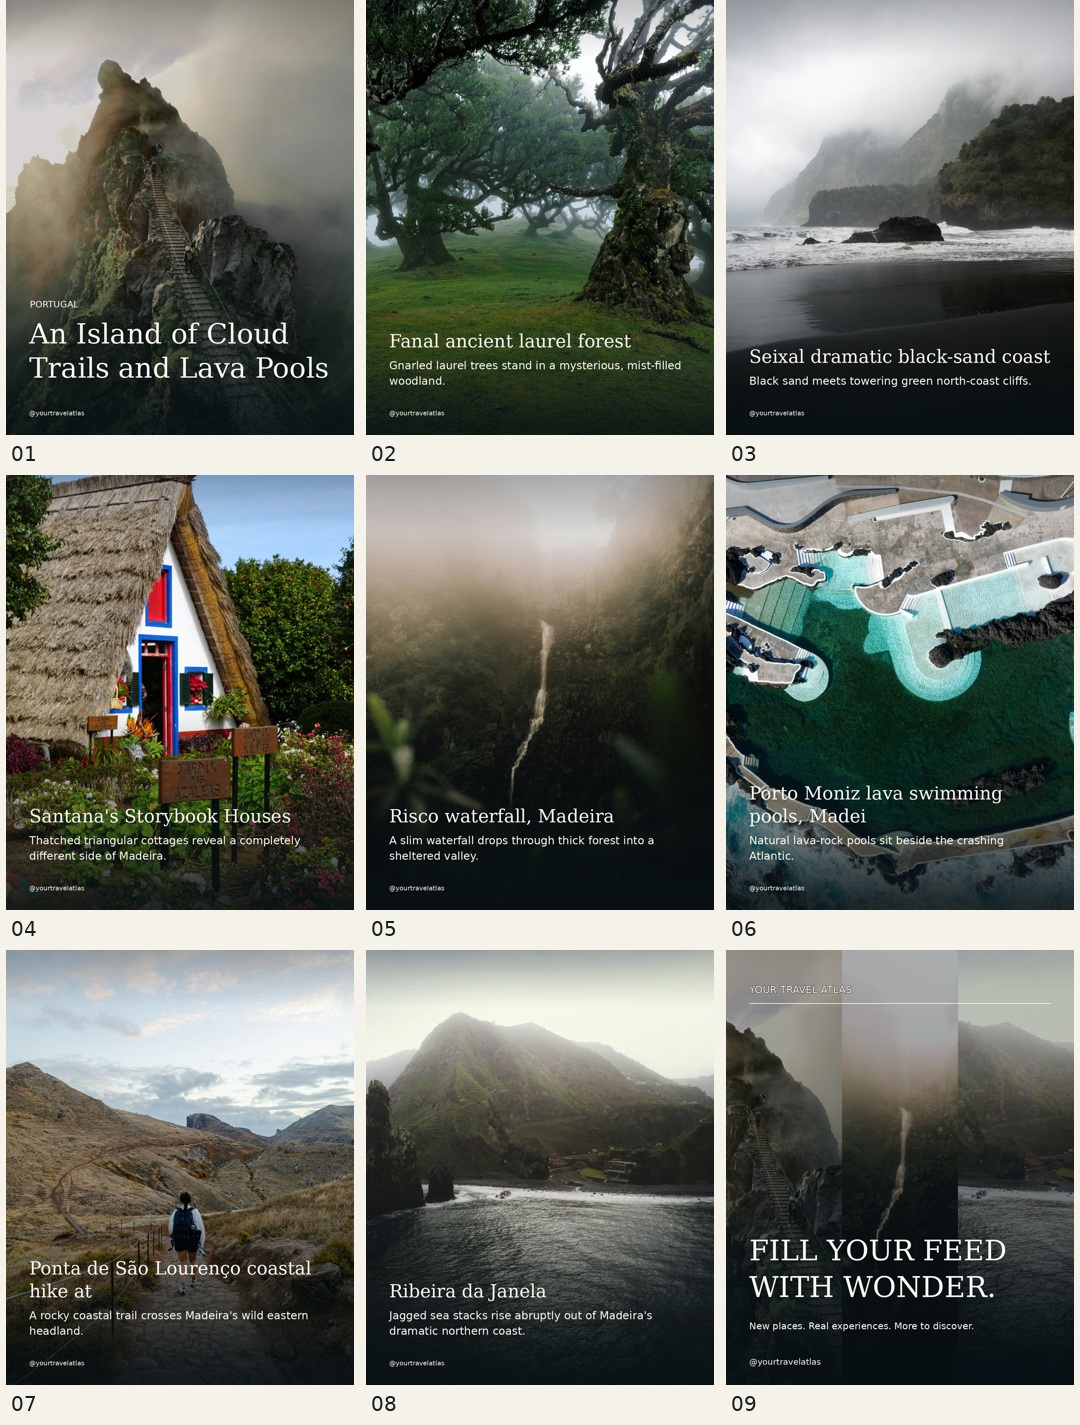 PORTUGAL
An Island of Cloud
Trails and Lava Pools
@yourtravelatlas
01
Fanal ancient laurel forest
Gnarled laurel trees stand in a mysterious, mist-filled
woodland.
@yourtravelatlas
02
Seixal dramatic black-sand coast
Black sand meets towering green north-coast cliffs.
@yourtravelatlas
03
Santana's Storybook Houses
Thatched triangular cottages reveal a completely
different side of Madeira.
@yourtravelatlas
04
Risco waterfall, Madeira
A slim waterfall drops through thick forest into a
sheltered valley.
@yourtravelatlas
05
Porto Moniz lava swimming
pools, Madei
Natural lava-rock pools sit beside the crashing
Atlantic.
@yourtravelatlas
06
Ponta de São Lourenço coastal
hike at
A rocky coastal trail crosses Madeira's wild eastern
headland.
@yourtravelatlas
07
Ribeira da Janela
Jagged sea stacks rise abruptly out of Madeira's
dramatic northern coast.
@yourtravelatlas
08
YOUR TRAVEL ATLAS
FILL YOUR FEED
WITH WONDER.
New places. Real experiences. More to discover.
@yourtravelatlas
09